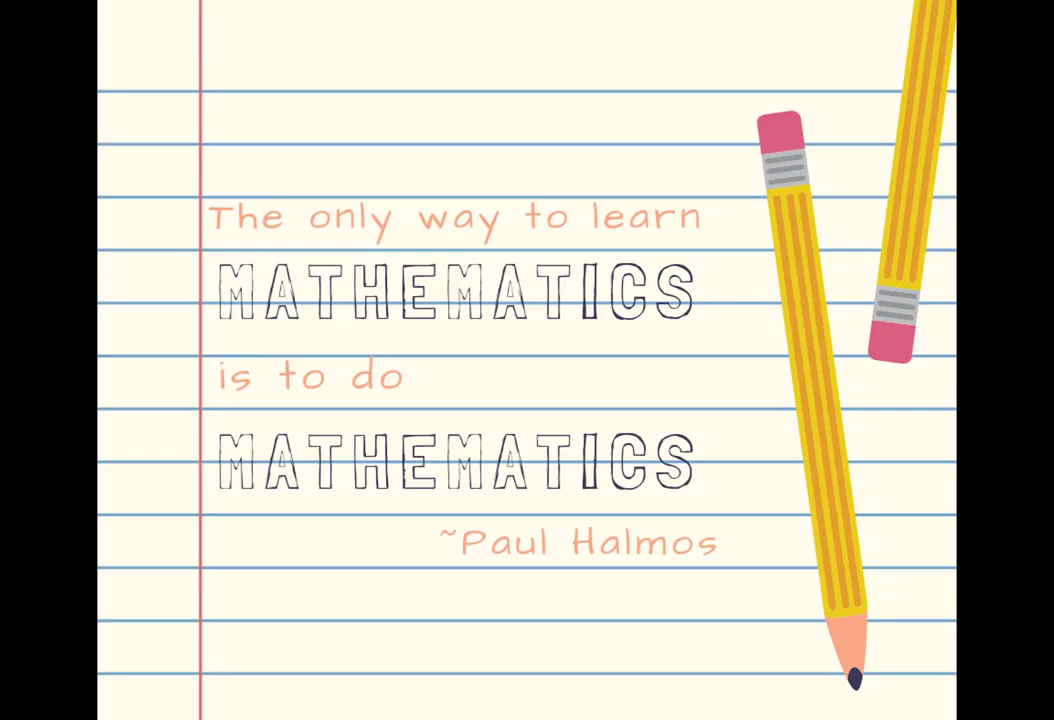 The only way to learn
MATHEMATICS
is to do
MATHEMATICS
~Paul Halmos